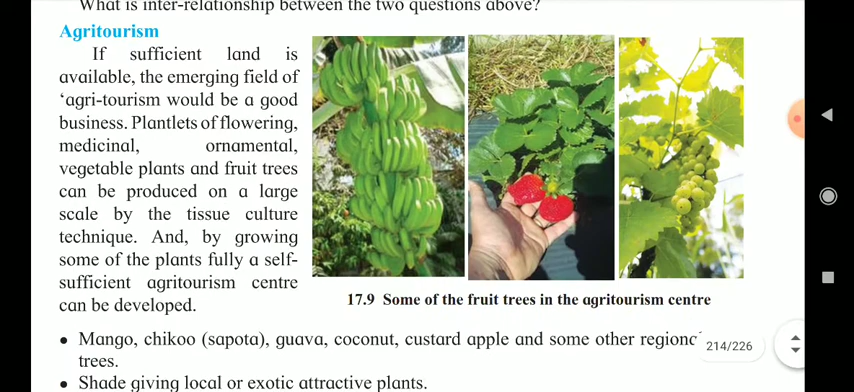 What is inter-relationship between the two questions above?
Agritourism
If sufficient land is
available, the emerging field of
‘agri-tourism would be a good
business. Plantlets of flowering,
medicinal, ornamental,
vegetable plants and fruit trees
can be produced on a large
scale by the tissue culture
technique. And, by growing
some of the plants fully a self-
sufficient agritourism centre
can be developed.
17.9 Some of the fruit trees in the agritourism centre
• Mango, chikoo (sapota), guava, coconut, custard apple and some other
trees.
• Shade giving local or exotic attractive plants.
214/226